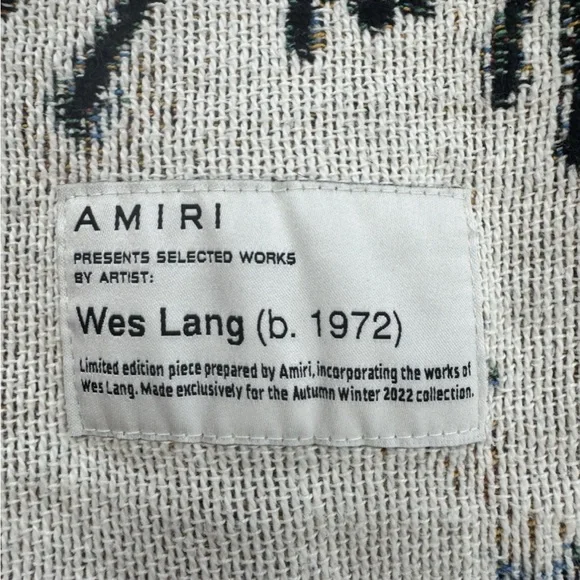 AMIRI
PRESENTS SELECTED WORKS
BY ARTIST:
Wes Lang (b. 1972)
Limited edition piece prepared by Amiri, incorporating the works of
Wes Lang. Made exclusively for the Autumn Winter 2022 collection.